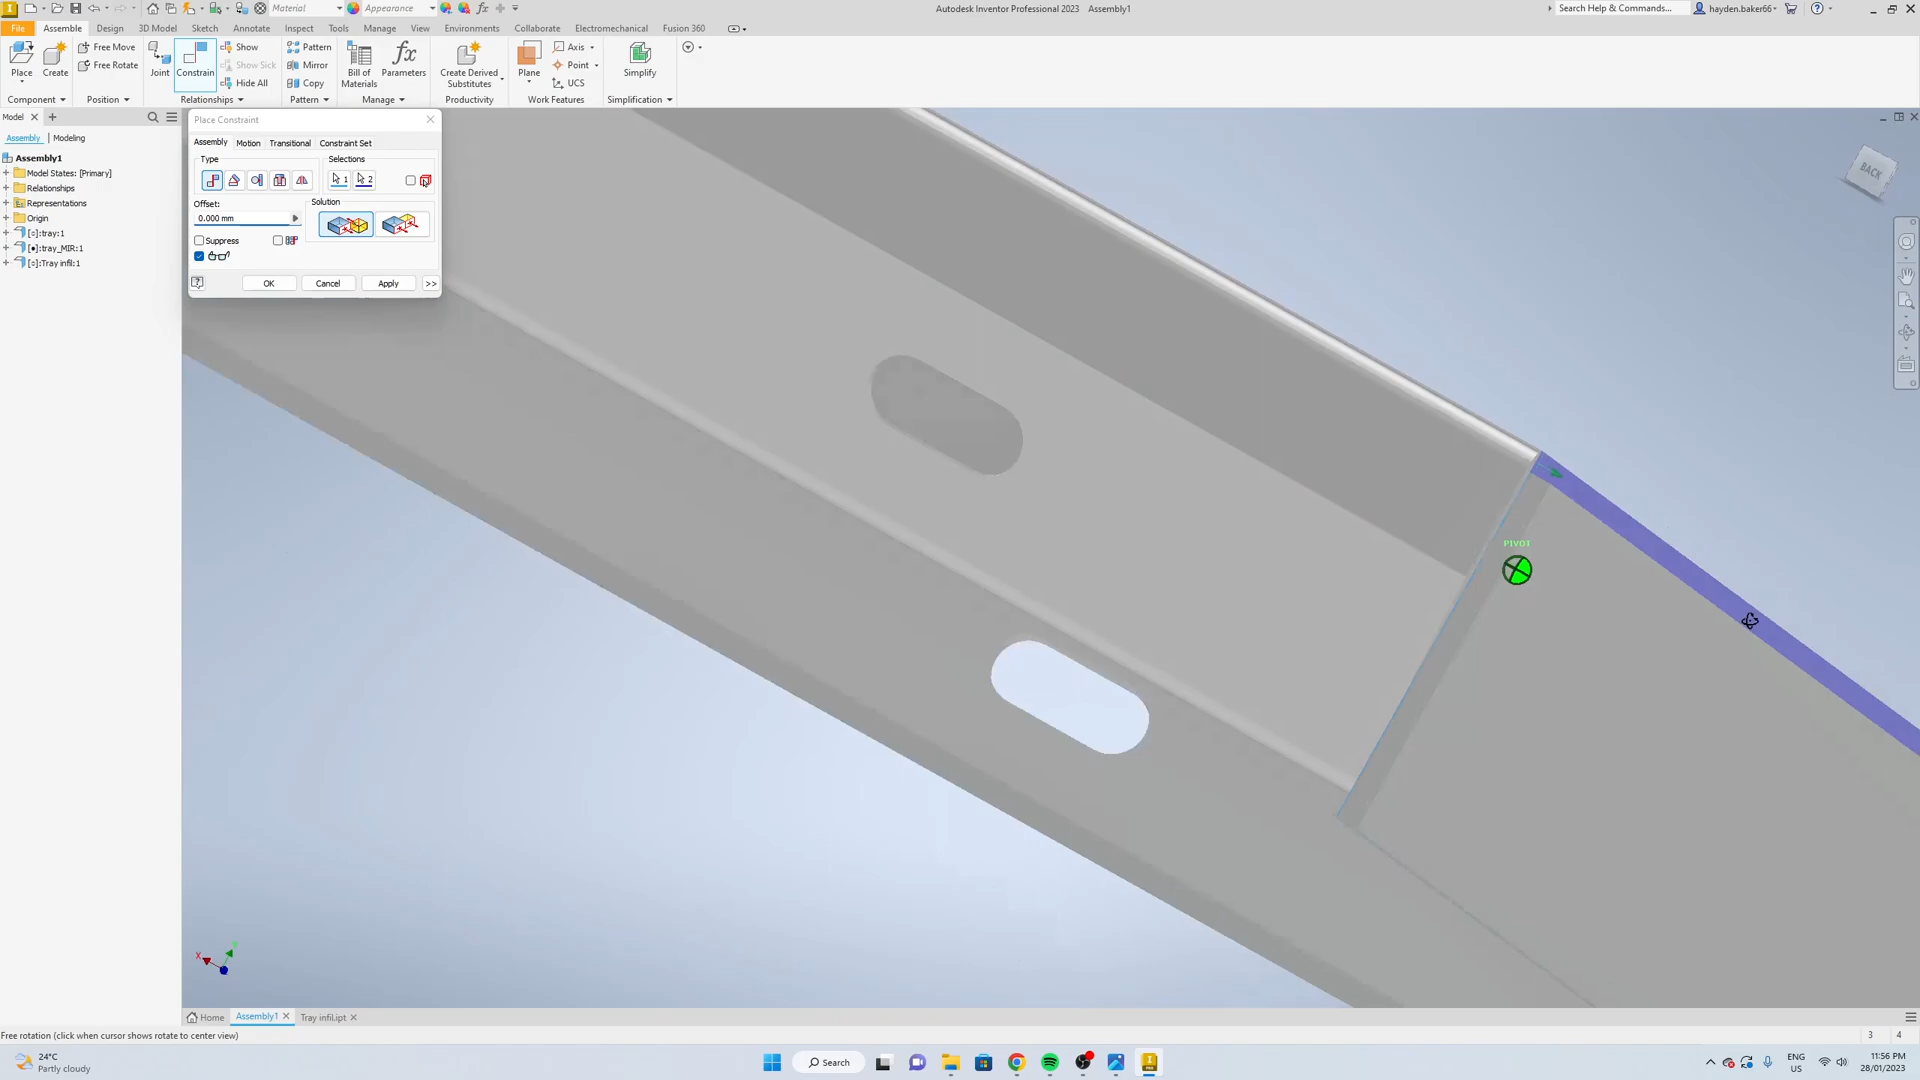 Material
Appearance
Autodesk Inventor Professional 2023 Assembly1
Search Help & Commands...
hayden.baker66
File
Assemble
Design
3D Model
Sketch
Inspect
Annotate
Tools
Manage
View
Environments
Collaborate
Electromechanical
Fusion 360
Place
Create
Free Move
Free Rotate
Joint
Constrain
Show
Show Sick
Hide All
Pattern
Mirror
Copy
Bill of
Materials
Parameters
Create Derived
Substitutes
Plane
Axis
Point
UCS
Simplify
Component
Position
Relationships
Pattern
Manage
Productivity
Work Features
Simplification
Model
Assembly
Modeling
Assembly1
Model States: [Primary]
Relationships
Representations
Origin
[○]:tray:1
[●]:tray_MIR:1
[○]:Tray infil:1
Place Constraint
Assembly
Motion
Transitional
Constraint Set
Type
Selections
1
2
Offset:
0.000 mm
Solution
Suppress
OK
Cancel
Apply
>>
BACK
PIVOT
X
Y
Home
Assembly1
Tray infil.ipt
Free rotation (click when cursor shows rotate to center view)
3
4
24°C
Partly cloudy
Search
ENG
US
11:56 PM
28/01/2023